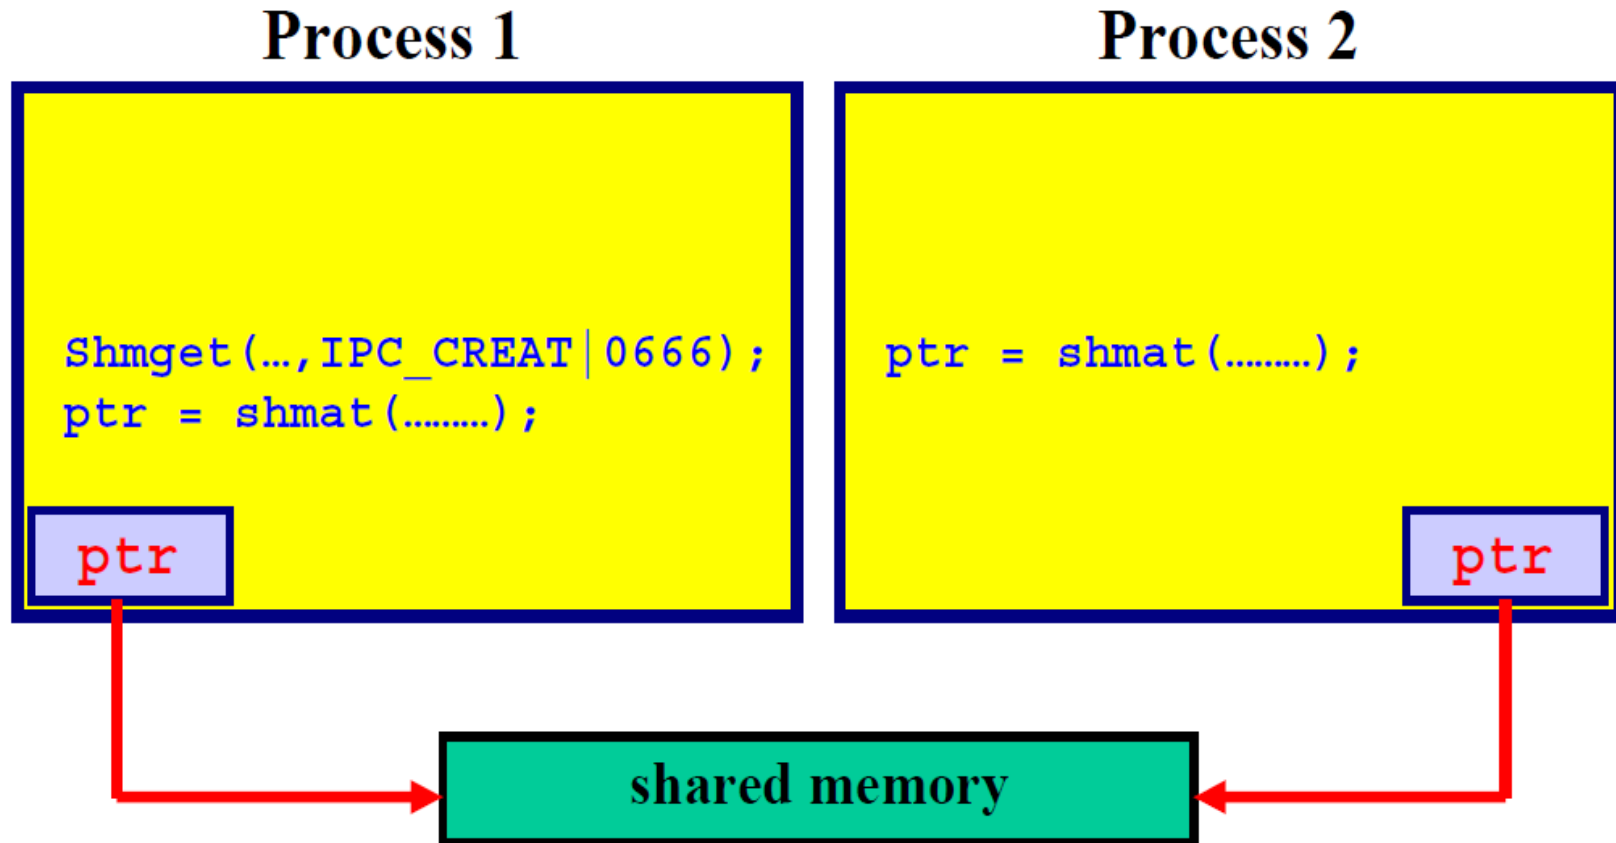 Process 1
Shmget(…,IPC_CREAT|0666);
ptr = shmat(………);
ptr
Process 2
ptr = shmat(………);
ptr
shared memory